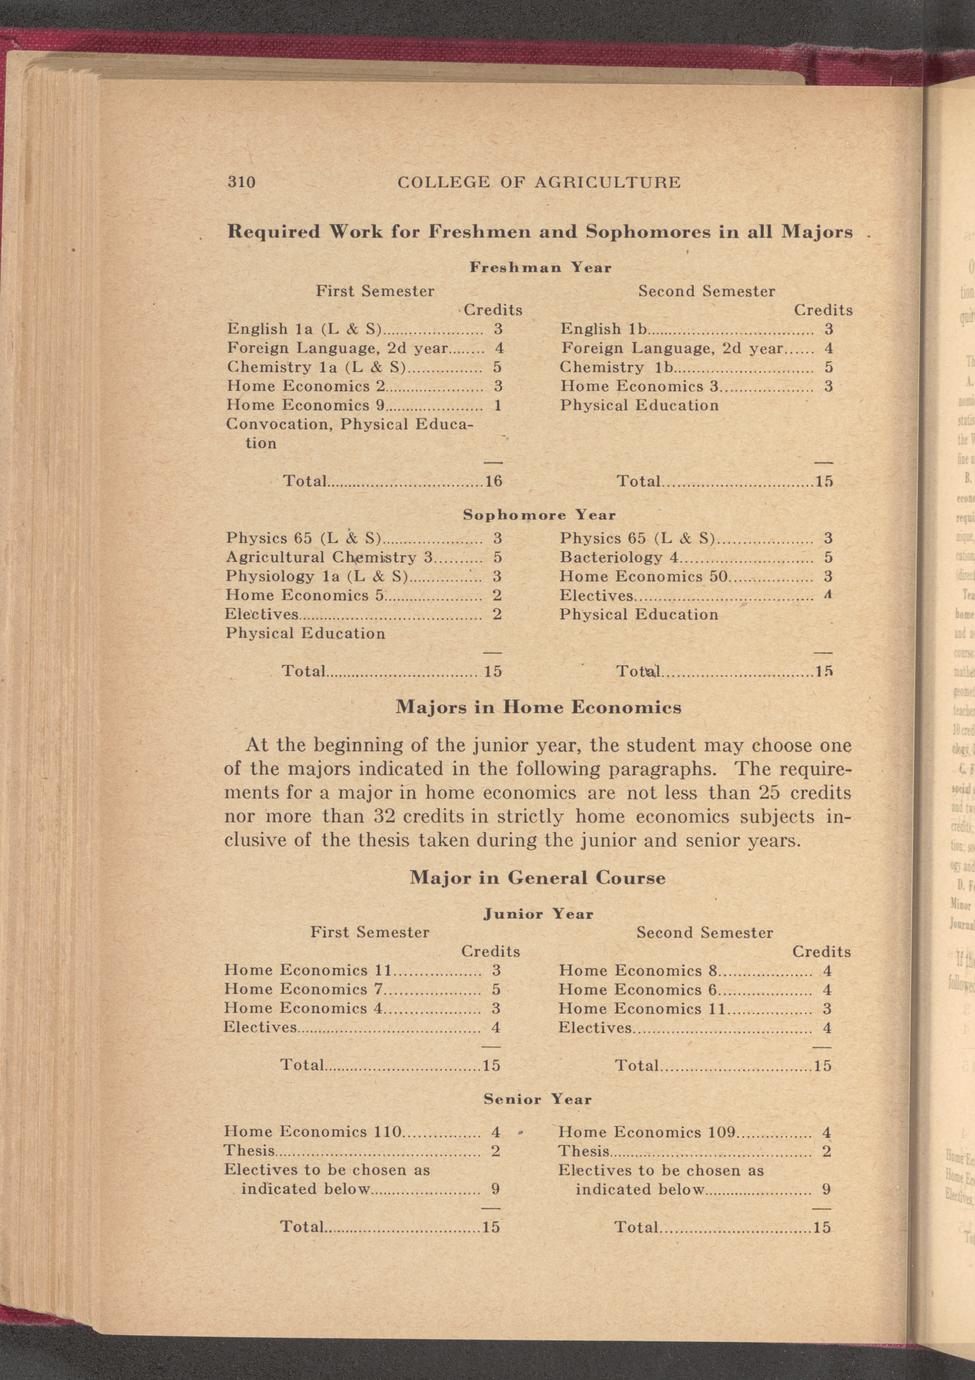 310 COLLEGE OF AGRICULTURE
Required Work for Freshmen and Sophomores in all Majors
Freshman Year
First Semester Second Semester
Credits Credits
English 1a (L & S)...................... 3 English 1b....................................... 3
Foreign Language, 2d year........ 4 Foreign Language, 2d year...... 4
Chemistry 1a (L & S)................ 5 Chemistry 1b................................. 5
Home Economics 2....................... 3 Home Economics 3...................... 3
Home Economics 9....................... 1 Physical Education
Convocation, Physical Educa-
tion
Total.....................................16 Total....................................15
Sophomore Year
Physics 65 (L & S)....................... 3 Physics 65 (L & S)....................... 3
Agricultural Chemistry 3.......... 5 Bacteriology 4................................ 5
Physiology 1a (L & S)................ 3 Home Economics 50.................... 3
Home Economics 5....................... 2 Electives........................................... 4
Electives........................................... 2 Physical Education
Physical Education
Total.................................... 15 Total....................................15
Majors in Home Economics
At the beginning of the junior year, the student may choose one
of the majors indicated in the following paragraphs. The require-
ments for a major in home economics are not less than 25 credits
nor more than 32 credits in strictly home economics subjects in-
clusive of the thesis taken during the junior and senior years.
Major in General Course
Junior Year
First Semester Second Semester
Credits Credits
Home Economics 11..................... 3 Home Economics 8...................... 4
Home Economics 7....................... 5 Home Economics 6...................... 4
Home Economics 4....................... 3 Home Economics 11.................... 3
Electives........................................... 4 Electives.......................................... 4
Total.....................................15 Total....................................15
Senior Year
Home Economics 110................... 4 Home Economics 109.................. 4
Thesis................................................ 2 Thesis................................................ 2
Electives to be chosen as Electives to be chosen as
indicated below.......................... 9 indicated below......................... 9
Total.....................................15 Total....................................15